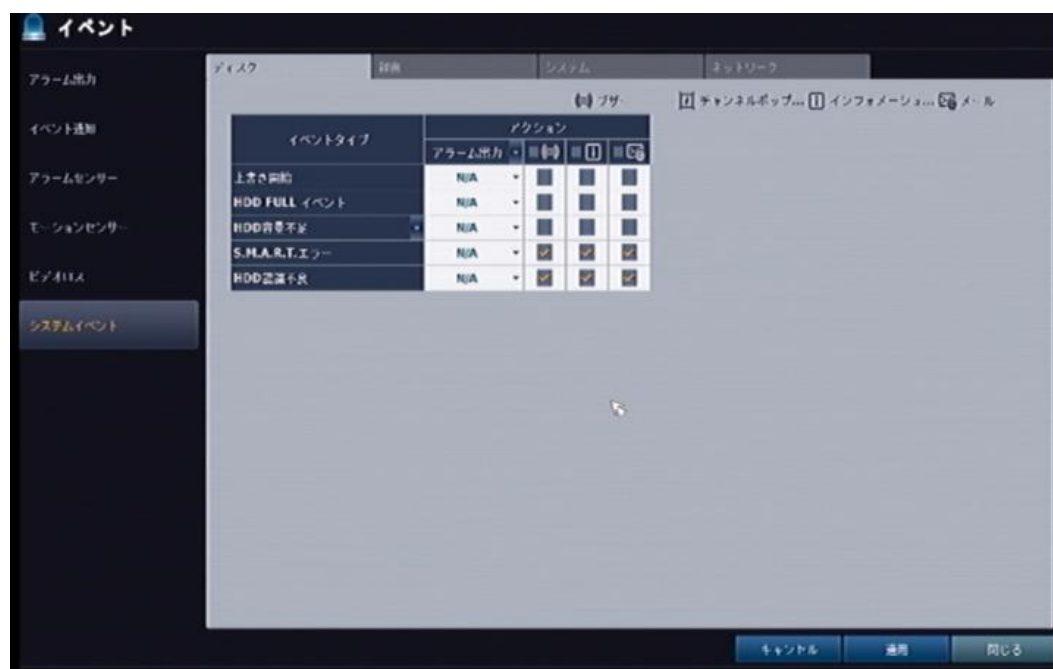 イベント
アラーム出力
イベント通知
アラームセンサー
モーションセンサー
ビデオロス
システムイベント
ディスク
録画
システム
ネットワーク
ブザー
チャンネルポップ...
インフォメーショ...
メール
イベントタイプ
アクション
アラーム出力
上書き開始 N/A
HDD FULL イベント N/A
HDD容量不足 N/A
S.M.A.R.T.エラー N/A
HDD認識不良 N/A
キャンセル
適用
閉じる